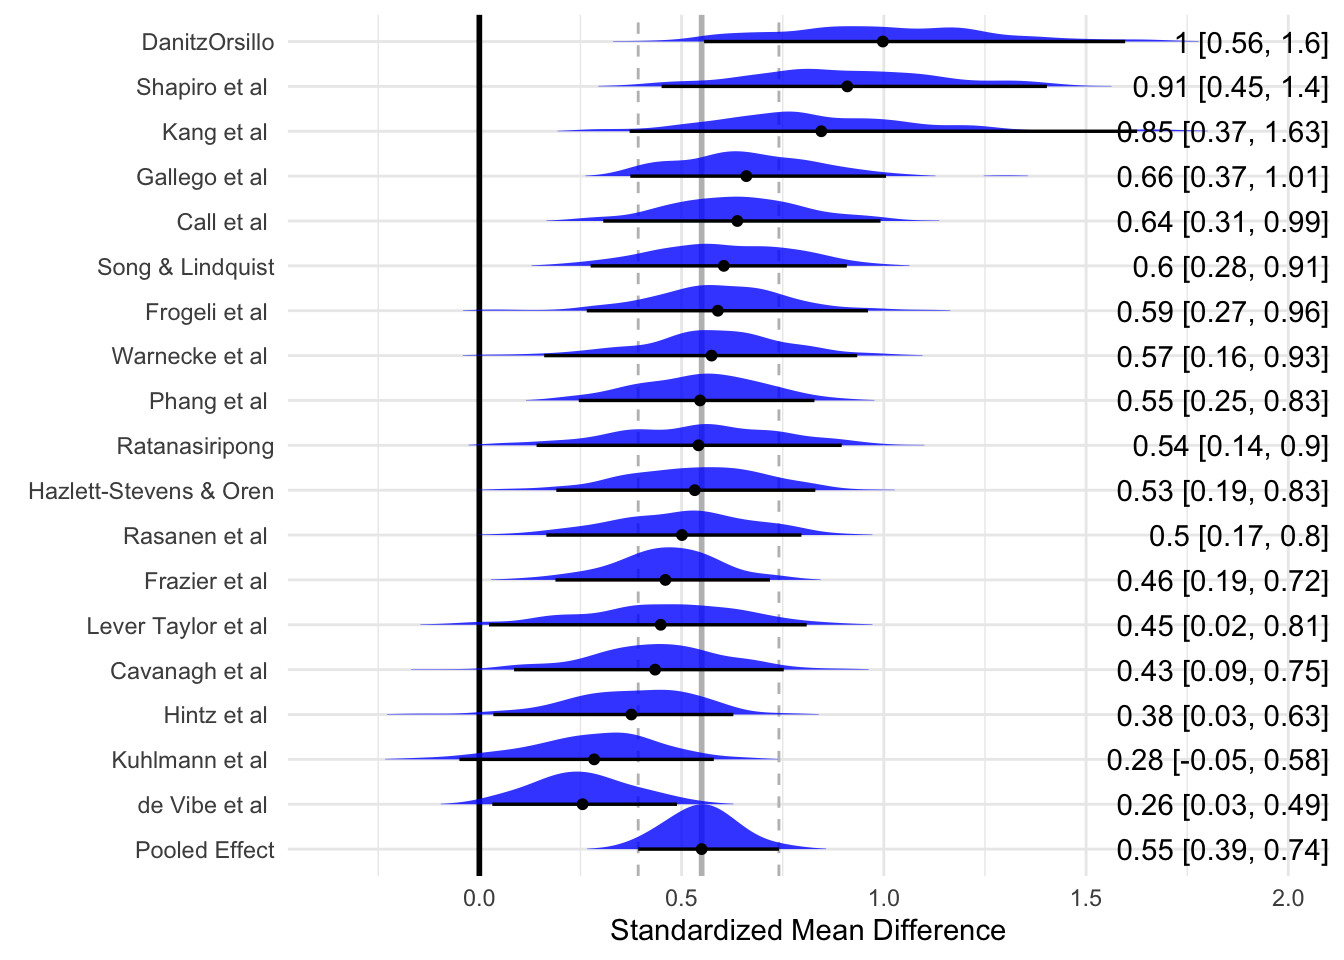 DanitzOrsillo 1 [0.56, 1.6]
Shapiro et al 0.91 [0.45, 1.4]
Kang et al 0.85 [0.37, 1.63]
Gallego et al 0.66 [0.37, 1.01]
Call et al 0.64 [0.31, 0.99]
Song & Lindquist 0.6 [0.28, 0.91]
Frogeli et al 0.59 [0.27, 0.96]
Warnecke et al 0.57 [0.16, 0.93]
Phang et al 0.55 [0.25, 0.83]
Ratanasiripong 0.54 [0.14, 0.9]
Hazlett-Stevens & Oren 0.53 [0.19, 0.83]
Rasanen et al 0.5 [0.17, 0.8]
Frazier et al 0.46 [0.19, 0.72]
Lever Taylor et al 0.45 [0.02, 0.81]
Cavanagh et al 0.43 [0.09, 0.75]
Hintz et al 0.38 [0.03, 0.63]
Kuhlmann et al 0.28 [-0.05, 0.58]
de Vibe et al 0.26 [0.03, 0.49]
Pooled Effect 0.55 [0.39, 0.74]
0.0 0.5 1.0 1.5 2.0
Standardized Mean Difference